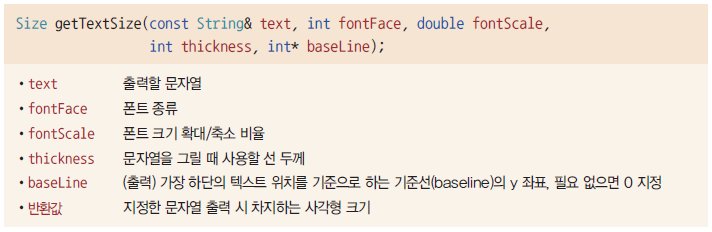 Size getTextSize(const String& text, int fontFace, double fontScale,
int thickness, int* baseLine);
• text 출력할 문자열
• fontFace 폰트 종류
• fontScale 폰트 크기 확대/축소 비율
• thickness 문자열을 그릴 때 사용할 선 두께
• baseLine (출력) 가장 하단의 텍스트 위치를 기준으로 하는 기준선(baseline)의 y 좌표, 필요 없으면 0 지정
• 반환값 지정한 문자열 출력 시 차지하는 사각형 크기